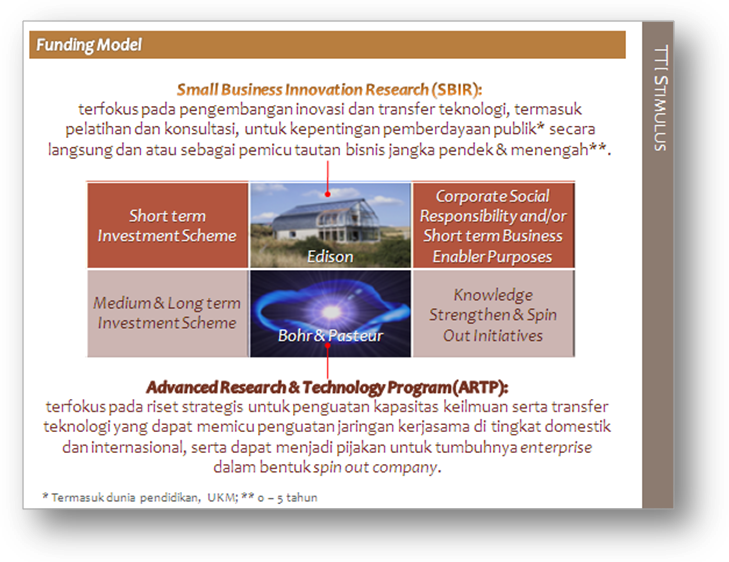 Funding Model
TTI STIMULUS
Small Business Innovation Research (SBIR):
terfokus pada pengembangan inovasi dan transfer teknologi, termasuk
pelatihan dan konsultasi, untuk kepentingan pemberdayaan publik* secara
langsung dan atau sebagai pemicu tautan bisnis jangka pendek & menengah**.
Short term
Investment Scheme
Edison
Corporate Social
Responsibility and/or
Short term Business
Enabler Purposes
Medium & Long term
Investment Scheme
Bohr & Pasteur
Knowledge
Strengthen & Spin
Out Initiatives
Advanced Research & Technology Program (ARTP):
terfokus pada riset strategis untuk penguatan kapasitas keilmuan serta transfer
teknologi yang dapat memicu penguatan jaringan kerjasama di tingkat domestik
dan internasional, serta dapat menjadi pijakan untuk tumbuhnya enterprise
dalam bentuk spin out company.
* Termasuk dunia pendidikan, UKM; ** 0 – 5 tahun